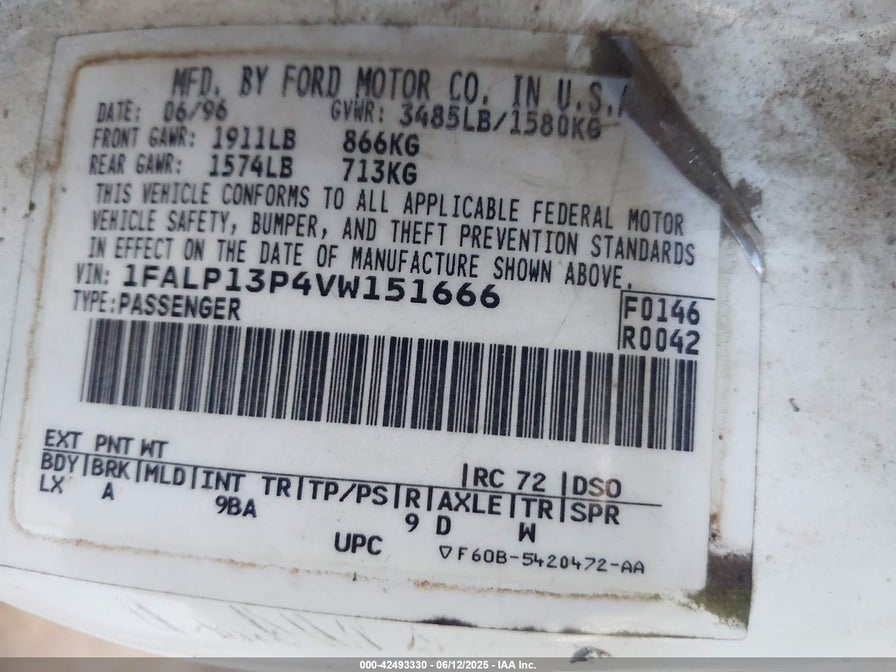 MFD. BY FORD MOTOR CO. IN U.S.A
DATE: 06/96 GVWR: 3485LB/1580KG
FRONT GAWR: 1911LB 866KG
REAR GAWR: 1574LB 713KG
THIS VEHICLE CONFORMS TO ALL APPLICABLE FEDERAL MOTOR
VEHICLE SAFETY, BUMPER, AND THEFT PREVENTION STANDARDS
IN EFFECT ON THE DATE OF MANUFACTURE SHOWN ABOVE.
VIN: 1FALP13P4VW151666
TYPE: PASSENGER
F0146
R0042
EXT PNT WT RC 72 DSO
BDY BRK MLD INT TR TP/PS R AXLE TR SPR
LX A 9BA 9 D W
UPC F60B-5420472-AA
000-42493330 - 06/12/2025 - IAA Inc.